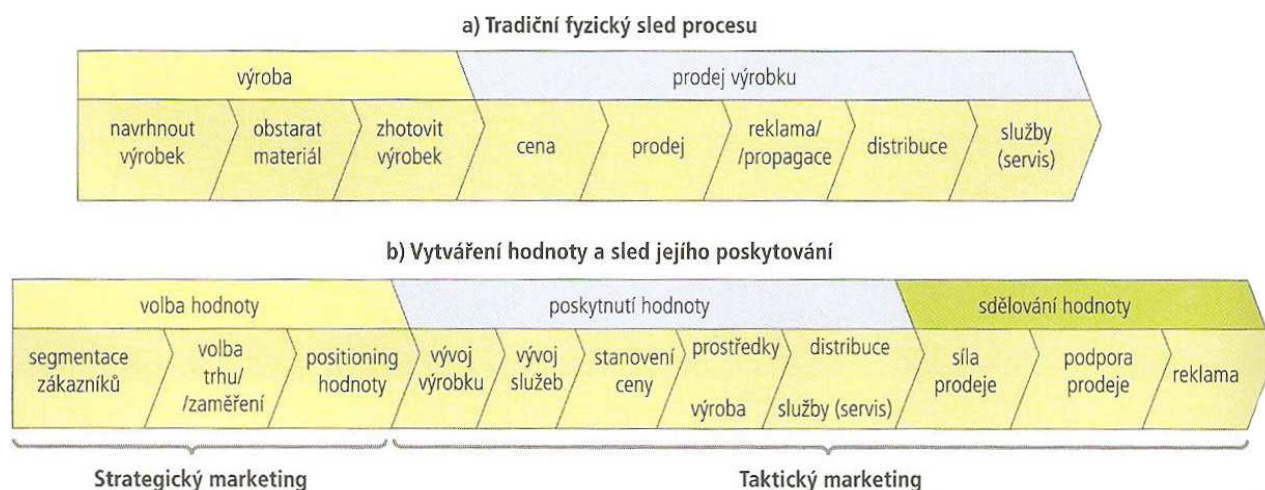 a) Tradiční fyzický sled procesu
výroba
prodej výrobku
navrhnout
výrobek
obstarat
materiál
zhotovit
výrobek
cena
prodej
reklama/
/propagace
distribuce
služby
(servis)
b) Vytváření hodnoty a sled jejího poskytování
volba hodnoty
poskytnutí hodnoty
sdělování hodnoty
segmentace
zákazníků
volba
trhu/
/zaměření
positioning
hodnoty
vývoj
výrobku
vývoj
služeb
stanovení
ceny
prostředky
výroba
distribuce
služby (servis)
síla
prodeje
podpora
prodeje
reklama
Strategický marketing
Taktický marketing